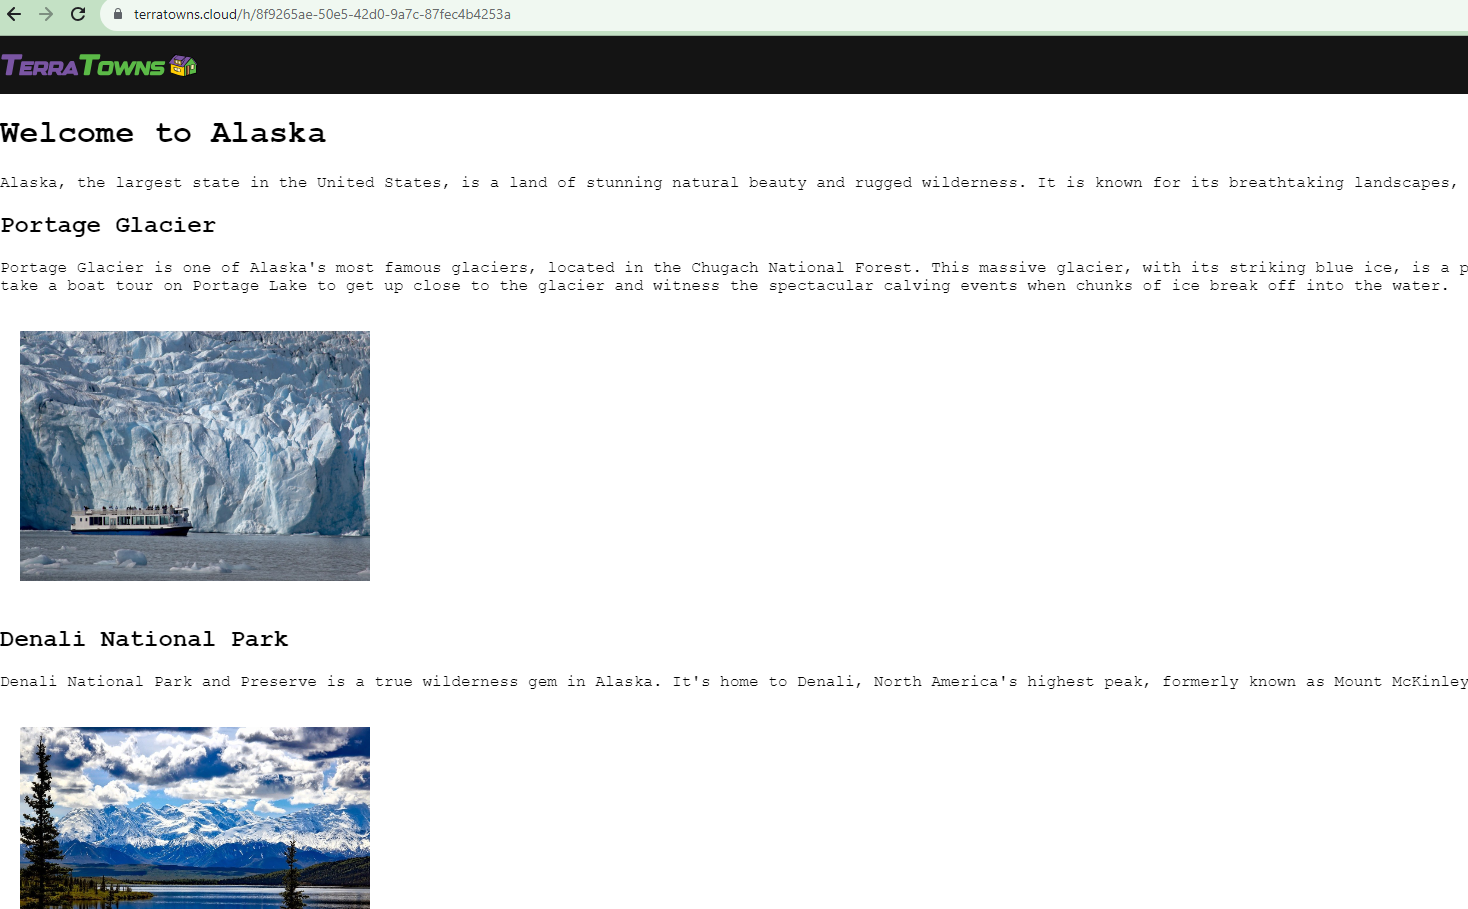 terratowns.cloud/h/8f9265ae-50e5-42d0-9a7c-87fec4b4253a
TERRATOWNS
Welcome to Alaska
Alaska, the largest state in the United States, is a land of stunning natural beauty and rugged wilderness. It is known for its breathtaking landscapes,
Portage Glacier
Portage Glacier is one of Alaska's most famous glaciers, located in the Chugach National Forest. This massive glacier, with its striking blue ice, is a p
take a boat tour on Portage Lake to get up close to the glacier and witness the spectacular calving events when chunks of ice break off into the water.
Denali National Park
Denali National Park and Preserve is a true wilderness gem in Alaska. It's home to Denali, North America's highest peak, formerly known as Mount McKinley